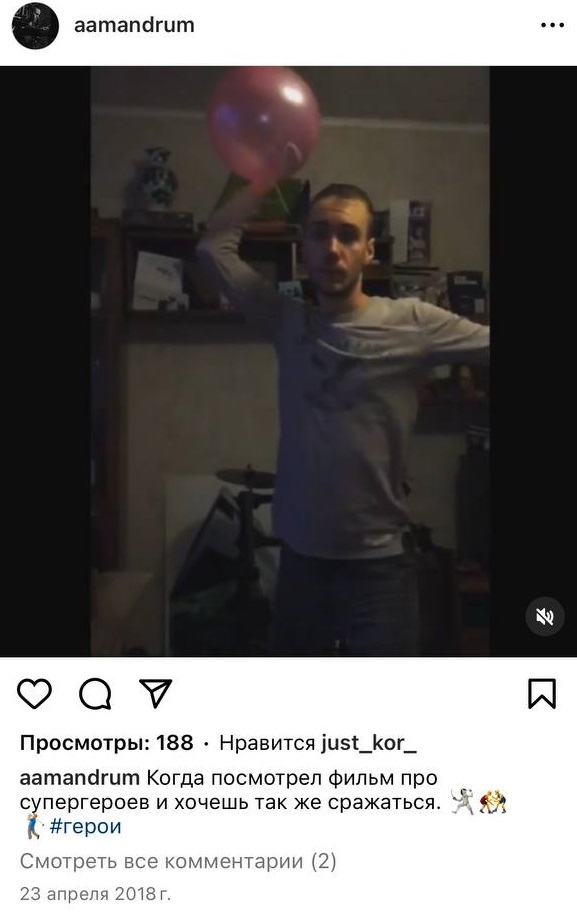 aamandrum
Просмотры: 188 · Нравится just_kor_
aamandrum Когда посмотрел фильм про
супергероев и хочешь так же сражаться. 🤺🤼
🏌 #герои
Смотреть все комментарии (2)
23 апреля 2018 г.